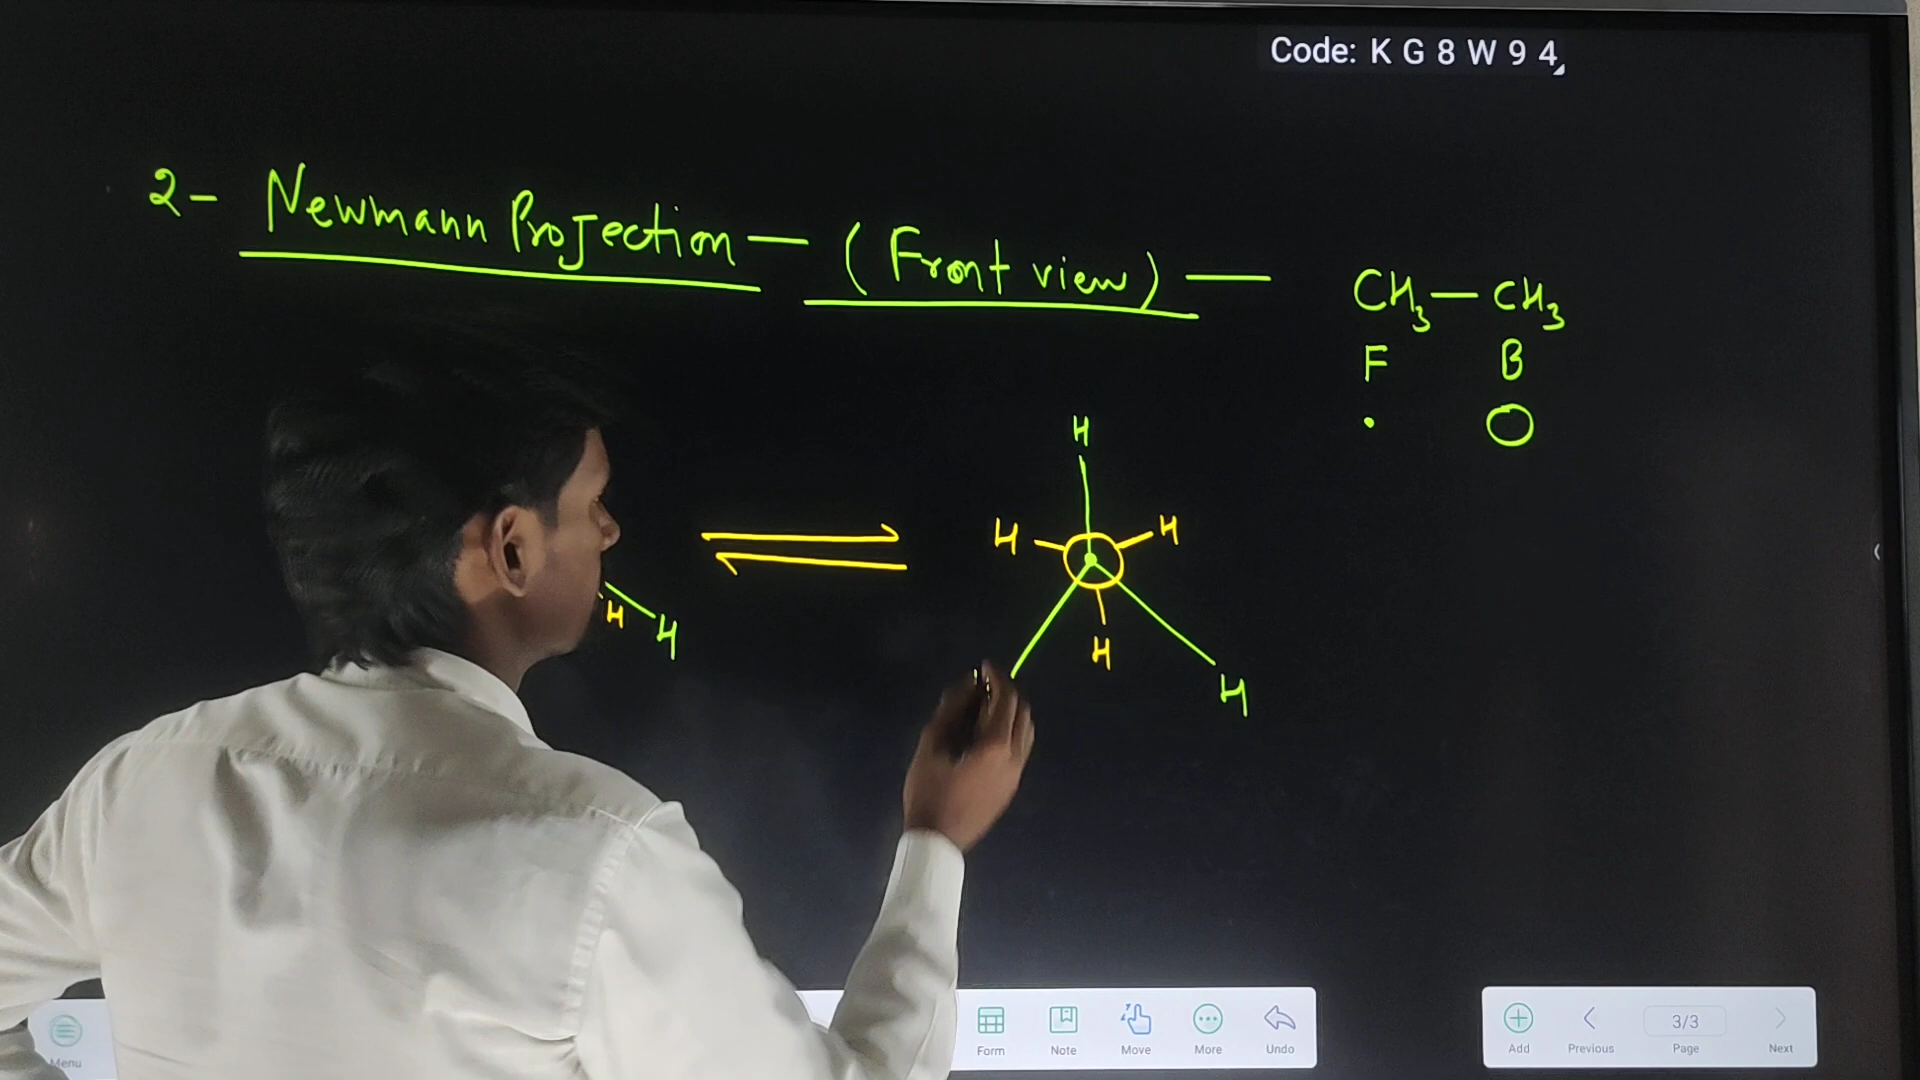 Code: K G 8 W 9 4
2- Newmann Projection — (Front view) —
CH3 — CH3
F B
H
H H
H H
H
H
Menu Form Note Move More Undo Add Previous 3/3 Page Next